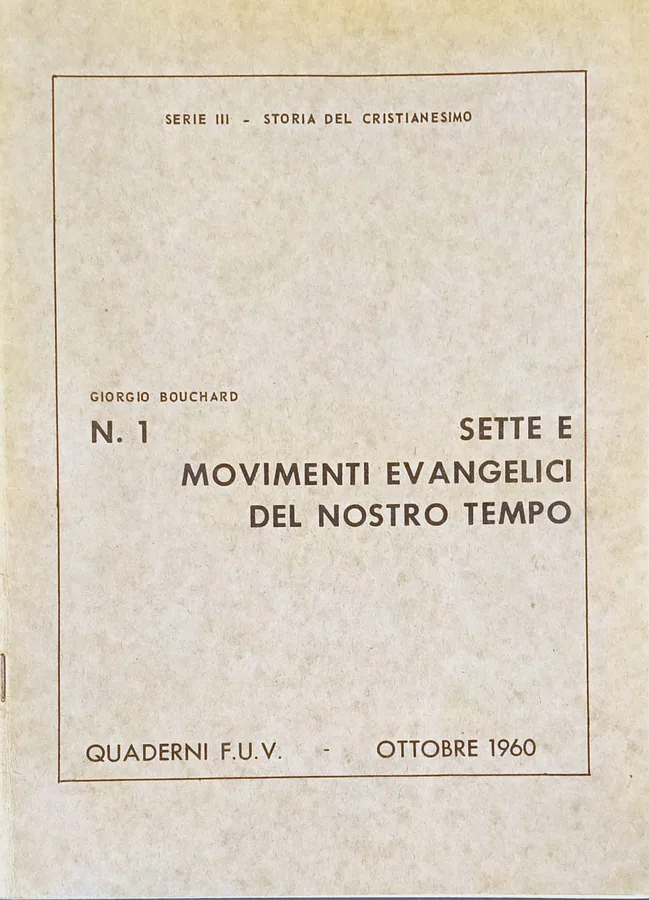 SERIE III - STORIA DEL CRISTIANESIMO
GIORGIO BOUCHARD
N. 1 SETTE E
MOVIMENTI EVANGELICI
DEL NOSTRO TEMPO
QUADERNI F.U.V. - OTTOBRE 1960